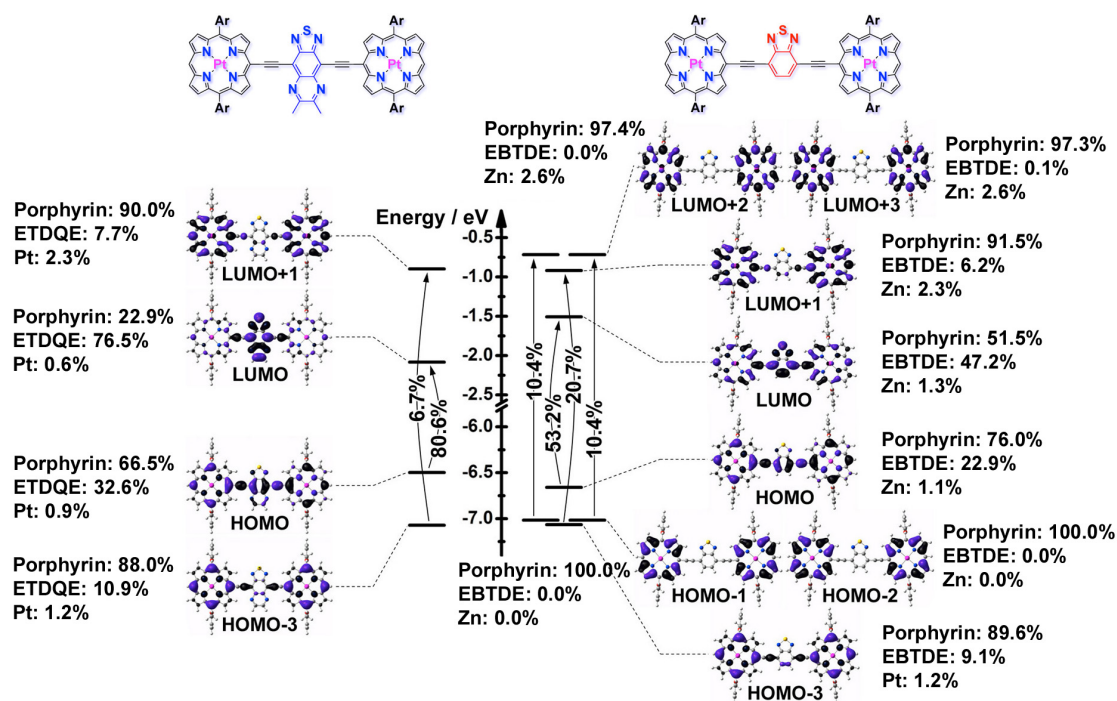 Ar
Ar
Ar
Ar
N
S
N
N
S
N
N
N
N
N
Pt
N
N
N
N
Pt
N
N
N
N
Pt
N
N
N
N
Pt
N
N
N
N
Ar
Ar
Ar
Ar
Porphyrin: 97.4%
EBTDE: 0.0%
Zn: 2.6%
LUMO+2
LUMO+3
Porphyrin: 97.3%
EBTDE: 0.1%
Zn: 2.6%
Porphyrin: 90.0%
ETDQE: 7.7%
Pt: 2.3%
LUMO+1
Porphyrin: 22.9%
ETDQE: 76.5%
Pt: 0.6%
LUMO
Porphyrin: 66.5%
ETDQE: 32.6%
Pt: 0.9%
HOMO
Porphyrin: 88.0%
ETDQE: 10.9%
Pt: 1.2%
HOMO-3
Energy / eV
-0.5
-1.0
-1.5
-2.0
-2.5
-6.0
-6.5
-7.0
6.7%
80.6%
10.4%
53.2%
20.7%
10.4%
Porphyrin: 91.5%
EBTDE: 6.2%
Zn: 2.3%
LUMO+1
Porphyrin: 51.5%
EBTDE: 47.2%
Zn: 1.3%
LUMO
Porphyrin: 76.0%
EBTDE: 22.9%
Zn: 1.1%
HOMO
Porphyrin: 100.0%
EBTDE: 0.0%
Zn: 0.0%
HOMO-1
HOMO-2
Porphyrin: 100.0%
EBTDE: 0.0%
Zn: 0.0%
Porphyrin: 89.6%
EBTDE: 9.1%
Pt: 1.2%
HOMO-3